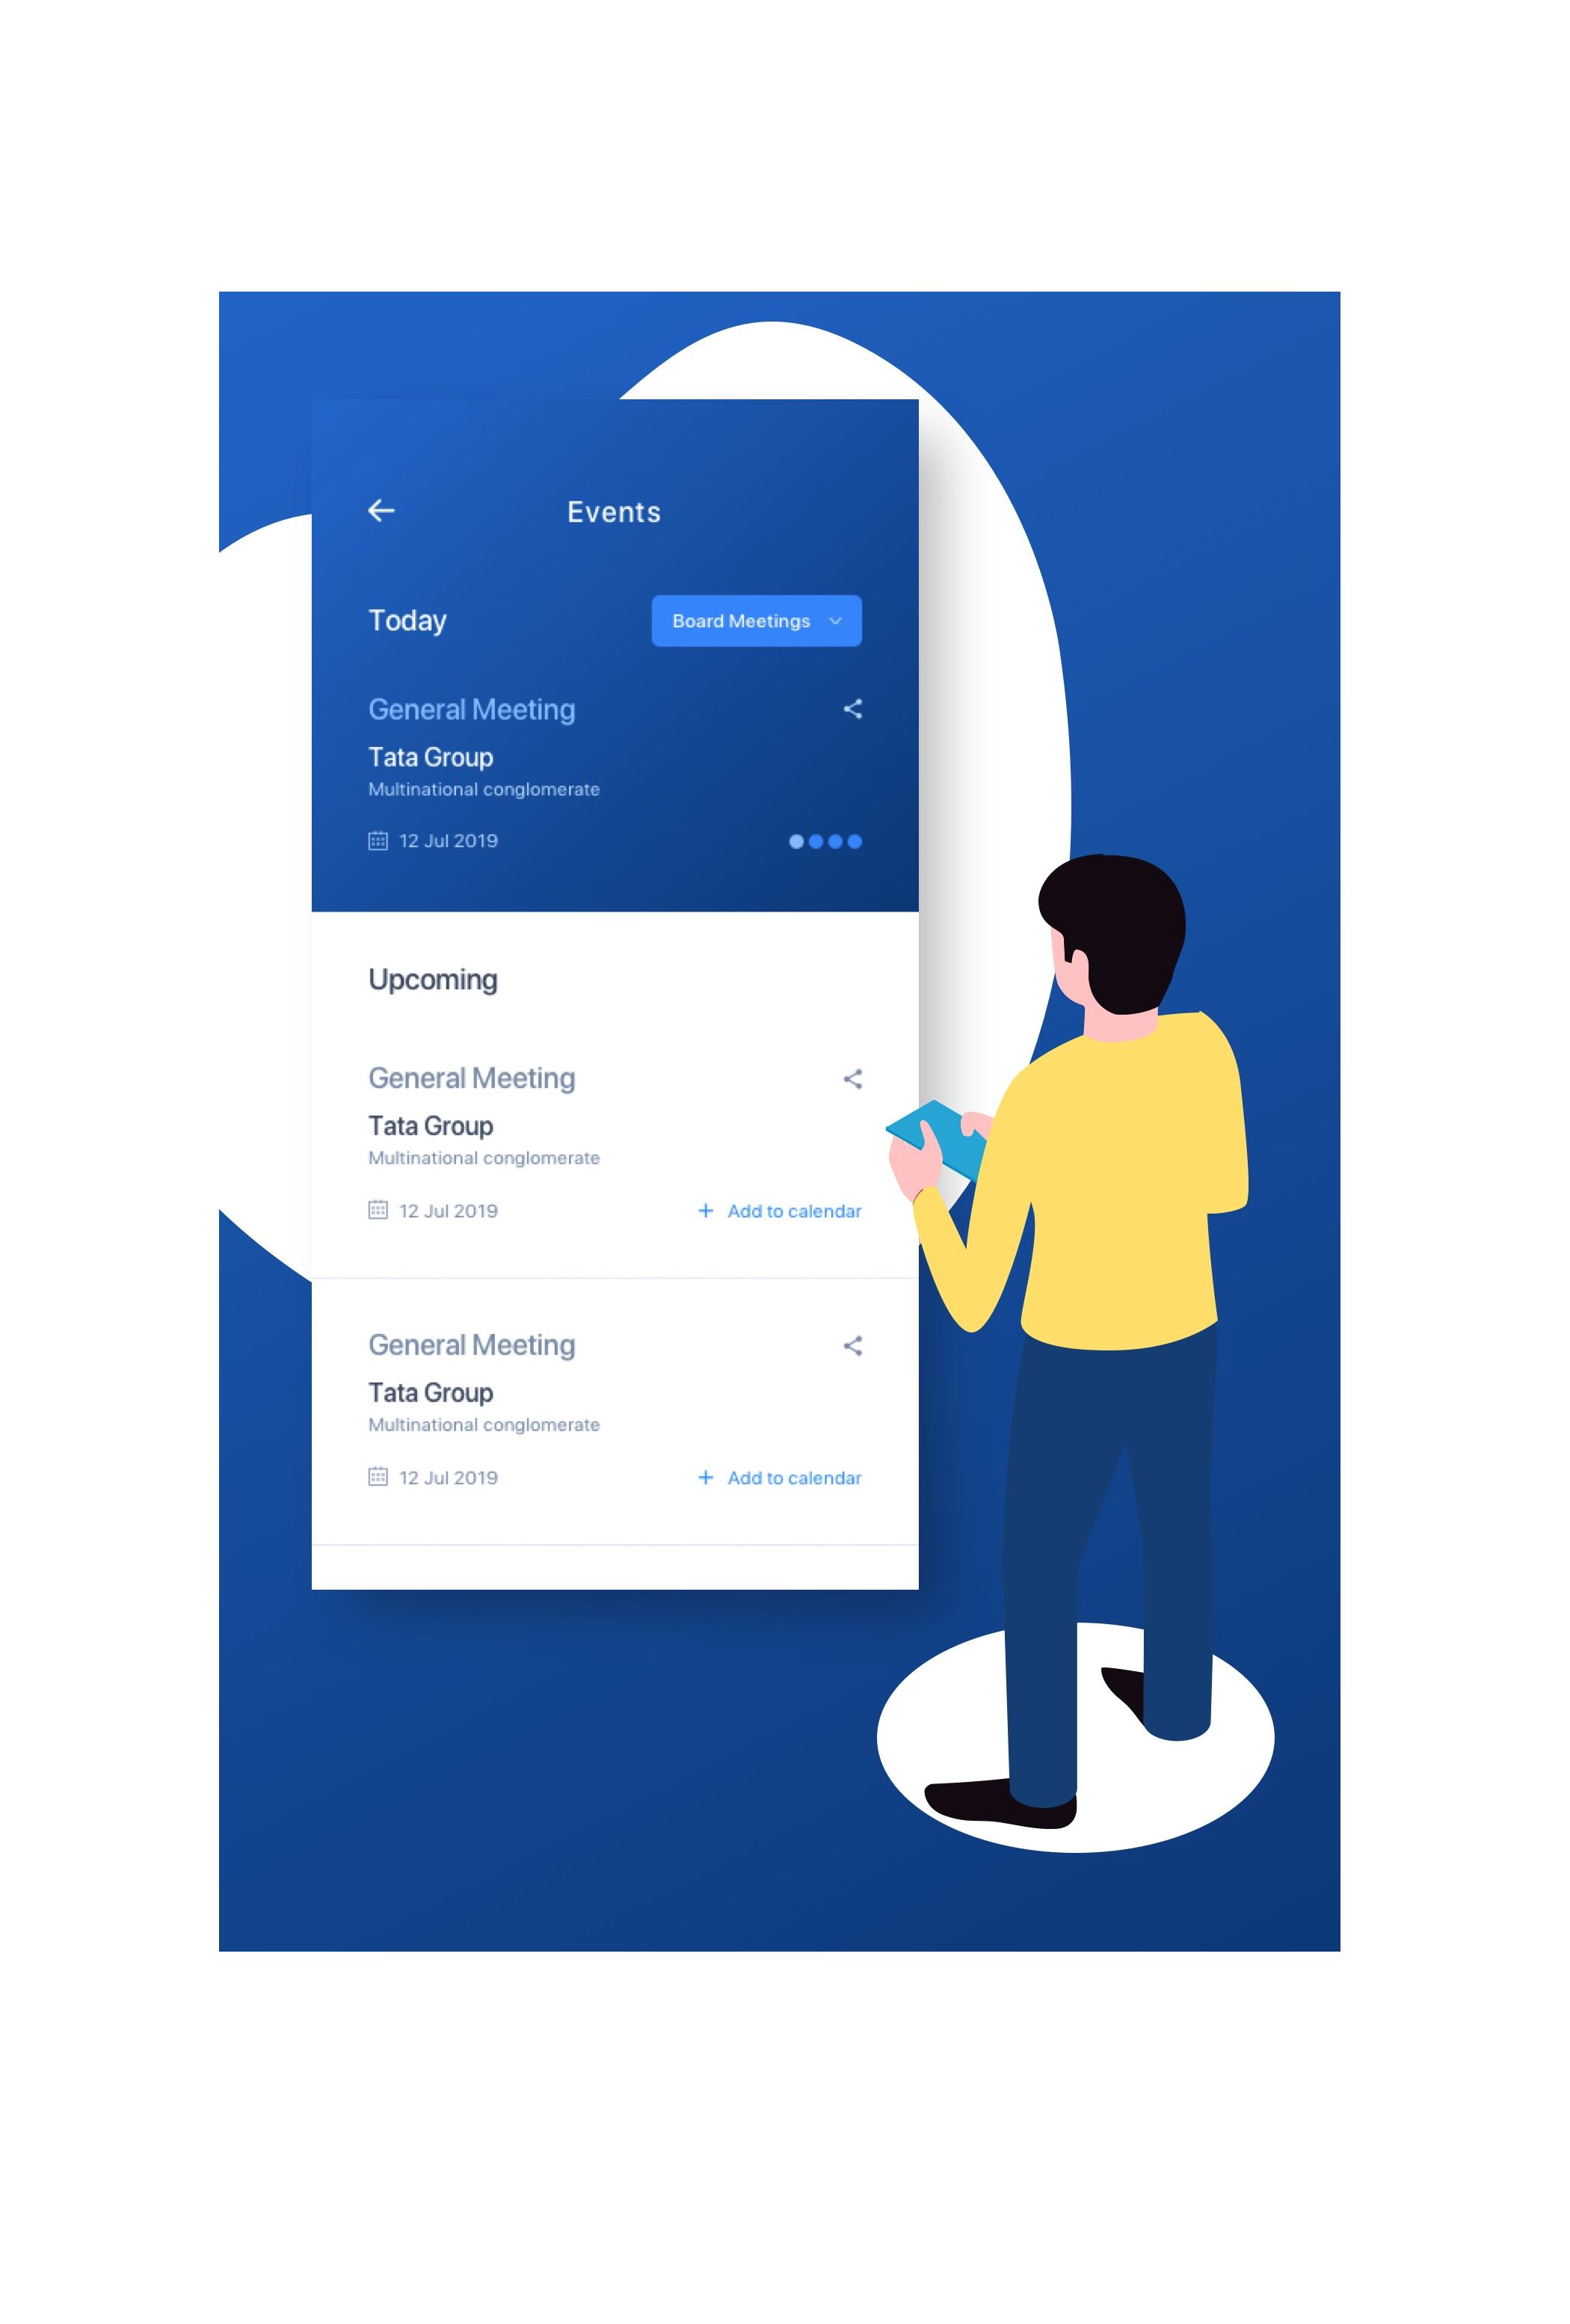 Events
Today
Board Meetings
General Meeting
Tata Group
Multinational conglomerate
12 Jul 2019
Upcoming
General Meeting
Tata Group
Multinational conglomerate
12 Jul 2019
+ Add to calendar
General Meeting
Tata Group
Multinational conglomerate
12 Jul 2019
+ Add to calendar